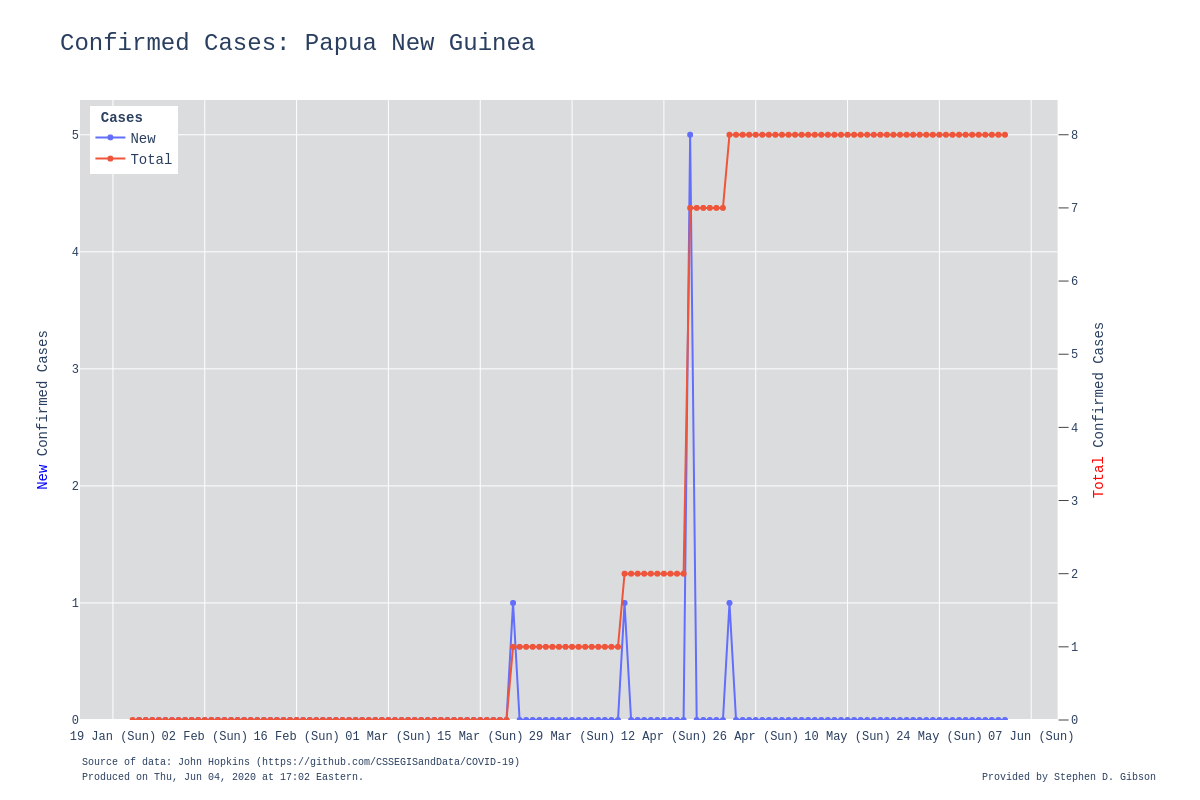 Confirmed Cases: Papua New Guinea
Cases
New
Total
5
4
3
2
1
0
New Confirmed Cases
8
7
6
5
4
3
2
1
0
Total Confirmed Cases
19 Jan (Sun) 02 Feb (Sun) 16 Feb (Sun) 01 Mar (Sun) 15 Mar (Sun) 29 Mar (Sun) 12 Apr (Sun) 26 Apr (Sun) 10 May (Sun) 24 May (Sun) 07 Jun (Sun)
Source of data: John Hopkins (https://github.com/CSSEGISandData/COVID-19)
Produced on Thu, Jun 04, 2020 at 17:02 Eastern.
Provided by Stephen D. Gibson